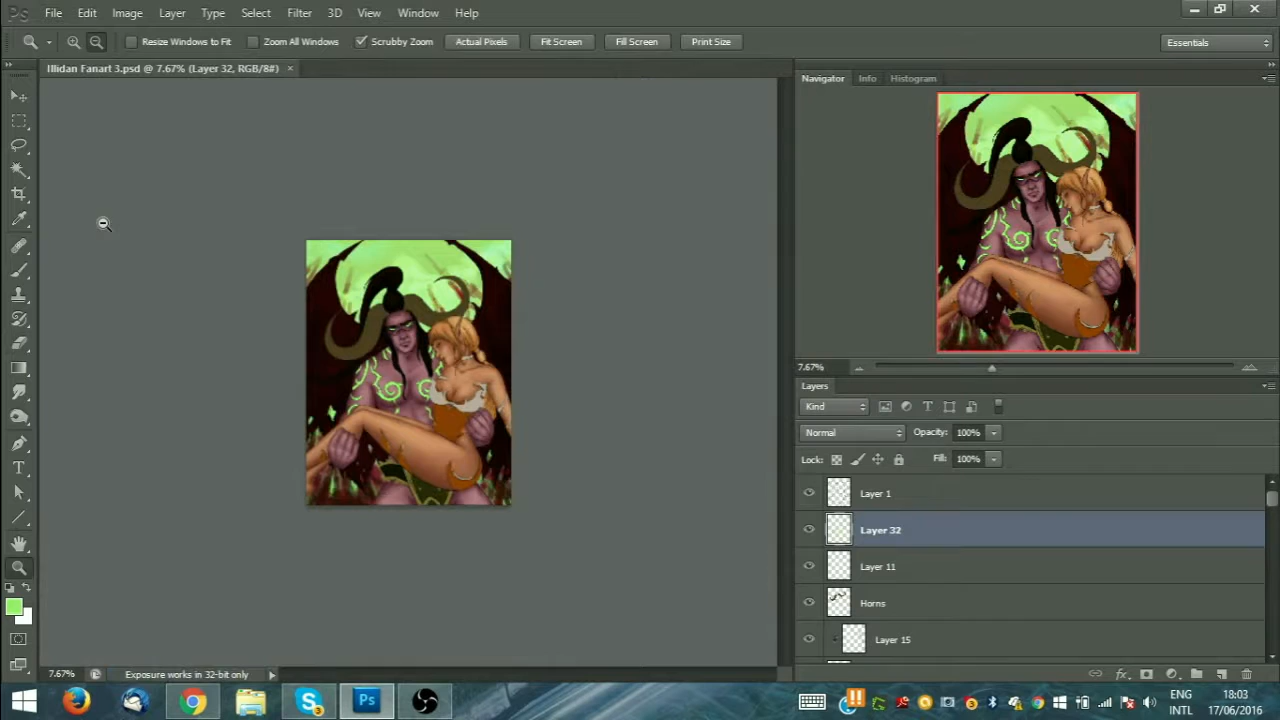 Ps File Edit Image Layer Type Select Filter 3D View Window Help
Resize Windows to Fit Zoom All Windows Scrubby Zoom Actual Pixels Fit Screen Fill Screen Print Size Essentials
Illidan Fanart 3.psd @ 7.67% (Layer 32, RGB/8#) ×
Navigator Info Histogram
7.67%
Layers
Kind
Normal Opacity: 100%
Lock: Fill: 100%
Layer 1
Layer 32
Layer 11
Horns
Layer 15
7.67% Exposure works in 32-bit only
Ps
ENG 18:03
INTL 17/06/2016